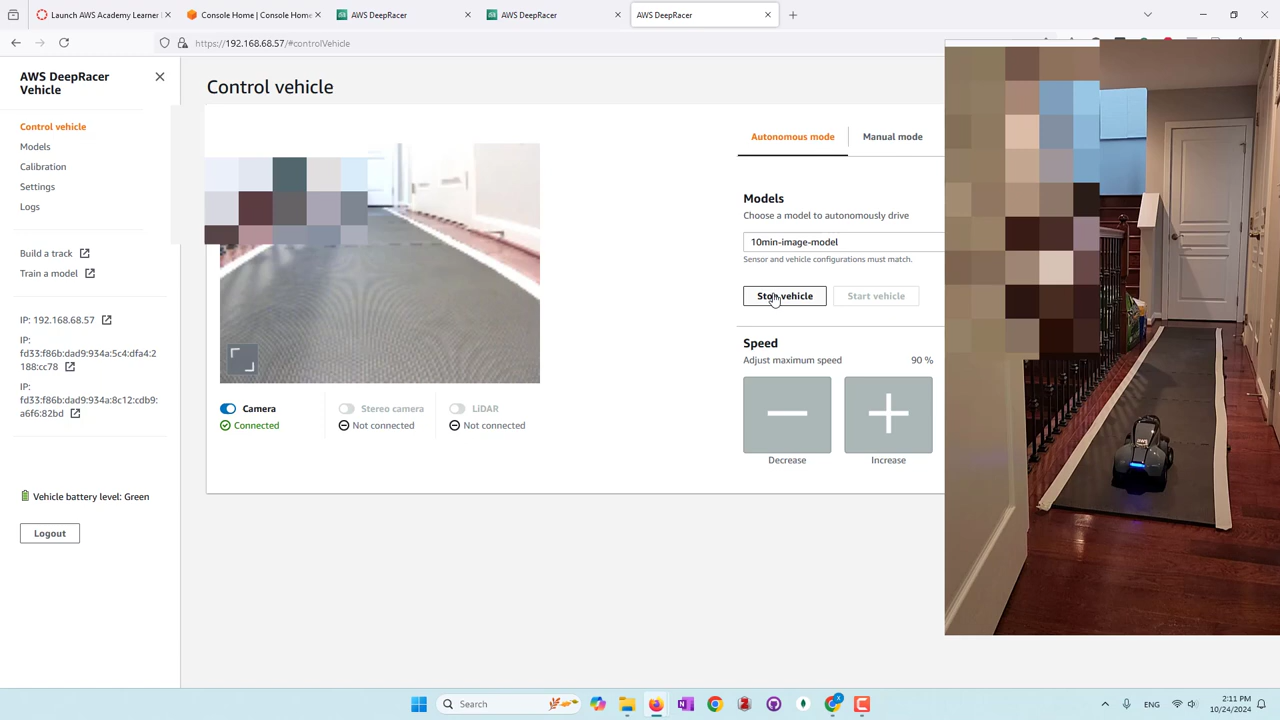 Launch AWS Academy Learner
Console Home | Console Home
AWS DeepRacer
AWS DeepRacer
AWS DeepRacer
https://192.168.68.57/#controlVehicle
AWS DeepRacer
Vehicle
Control vehicle
Models
Calibration
Settings
Logs
Build a track
Train a model
IP: 192.168.68.57
IP:
fd33:f86b:dad9:934a:5c4:dfa4:2
188:cc78
IP:
fd33:f86b:dad9:934a:8c12:cdb9:
a6f6:82bd
Vehicle battery level: Green
Logout
Control vehicle
Camera
Connected
Stereo camera
Not connected
LiDAR
Not connected
Autonomous mode
Manual mode
Models
Choose a model to autonomously drive
10min-image-model
Sensor and vehicle configurations must match.
Stop vehicle
Start vehicle
Speed
Adjust maximum speed
90 %
Decrease
Increase
aws
Search
ENG
2:11 PM
10/24/2024